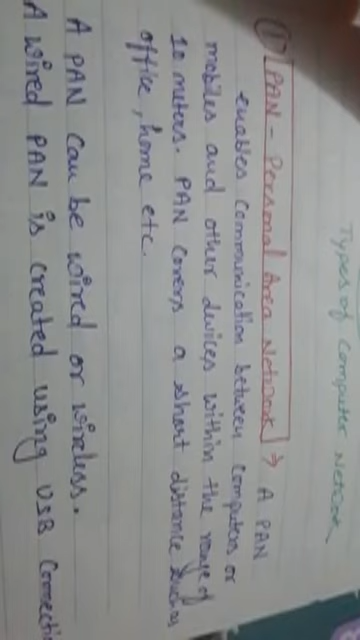 Types of Computer Network
(1) PAN - Personal Area Network → A PAN
enables communication between computers or
mobiles and other divices within the range of
10 meters. PAN covers a short distance such as
office, home etc.
A PAN can be wired or wireless.
A wired PAN is created using USB Connecti